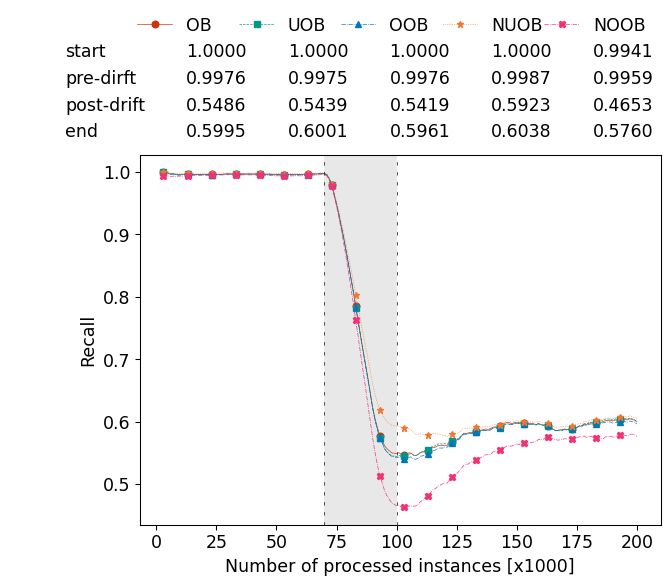 OB UOB OOB NUOB NOOB
start 1.0000 1.0000 1.0000 1.0000 0.9941
pre-dirft 0.9976 0.9975 0.9976 0.9987 0.9959
post-drift 0.5486 0.5439 0.5419 0.5923 0.4653
end 0.5995 0.6001 0.5961 0.6038 0.5760
1.0
0.9
0.8
0.7
0.6
0.5
Recall
0 25 50 75 100 125 150 175 200
Number of processed instances [x1000]